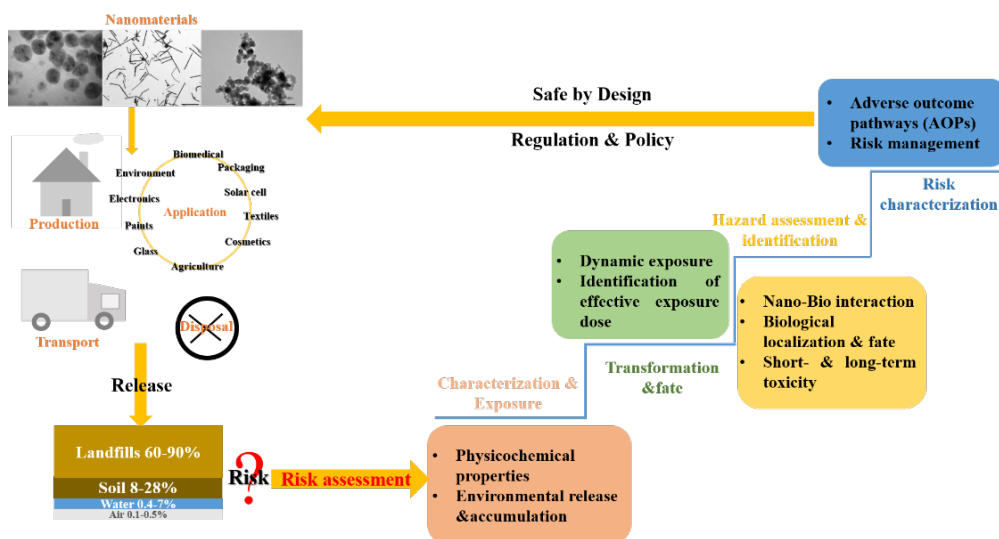 Nanomaterials
Safe by Design
Regulation & Policy
• Adverse outcome
pathways (AOPs)
• Risk management
Risk
characterization
Production
Biomedical
Packaging
Environment
Solar cell
Electronics
Application
Textiles
Paints
Cosmetics
Glass
Agriculture
Transport
Disposal
Release
Landfills 60-90%
Soil 8-28%
Water 0.4-7%
Air 0.1-0.5%
Risk
?
Risk assessment
Characterization &
Exposure
• Physicochemical
properties
• Environmental release
&accumulation
• Dynamic exposure
• Identification of
effective exposure
dose
Transformation
&fate
Hazard assessment &
identification
• Nano-Bio interaction
• Biological
localization & fate
• Short- & long-term
toxicity